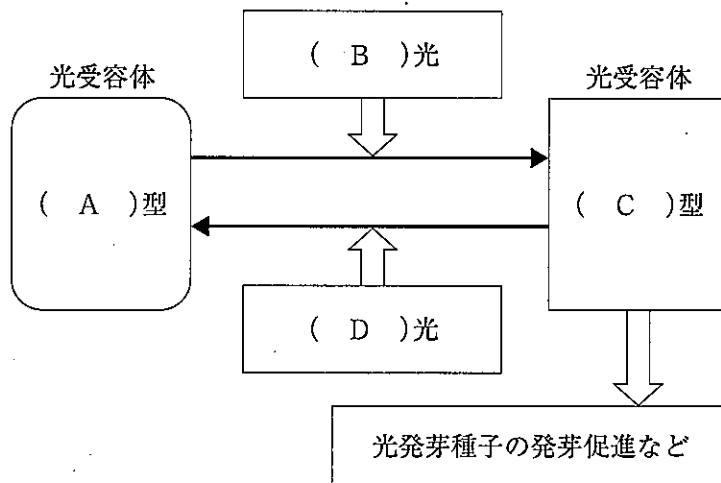 ( B )光
光受容体
光受容体
( A )型
( C )型
( D )光
光発芽種子の発芽促進など